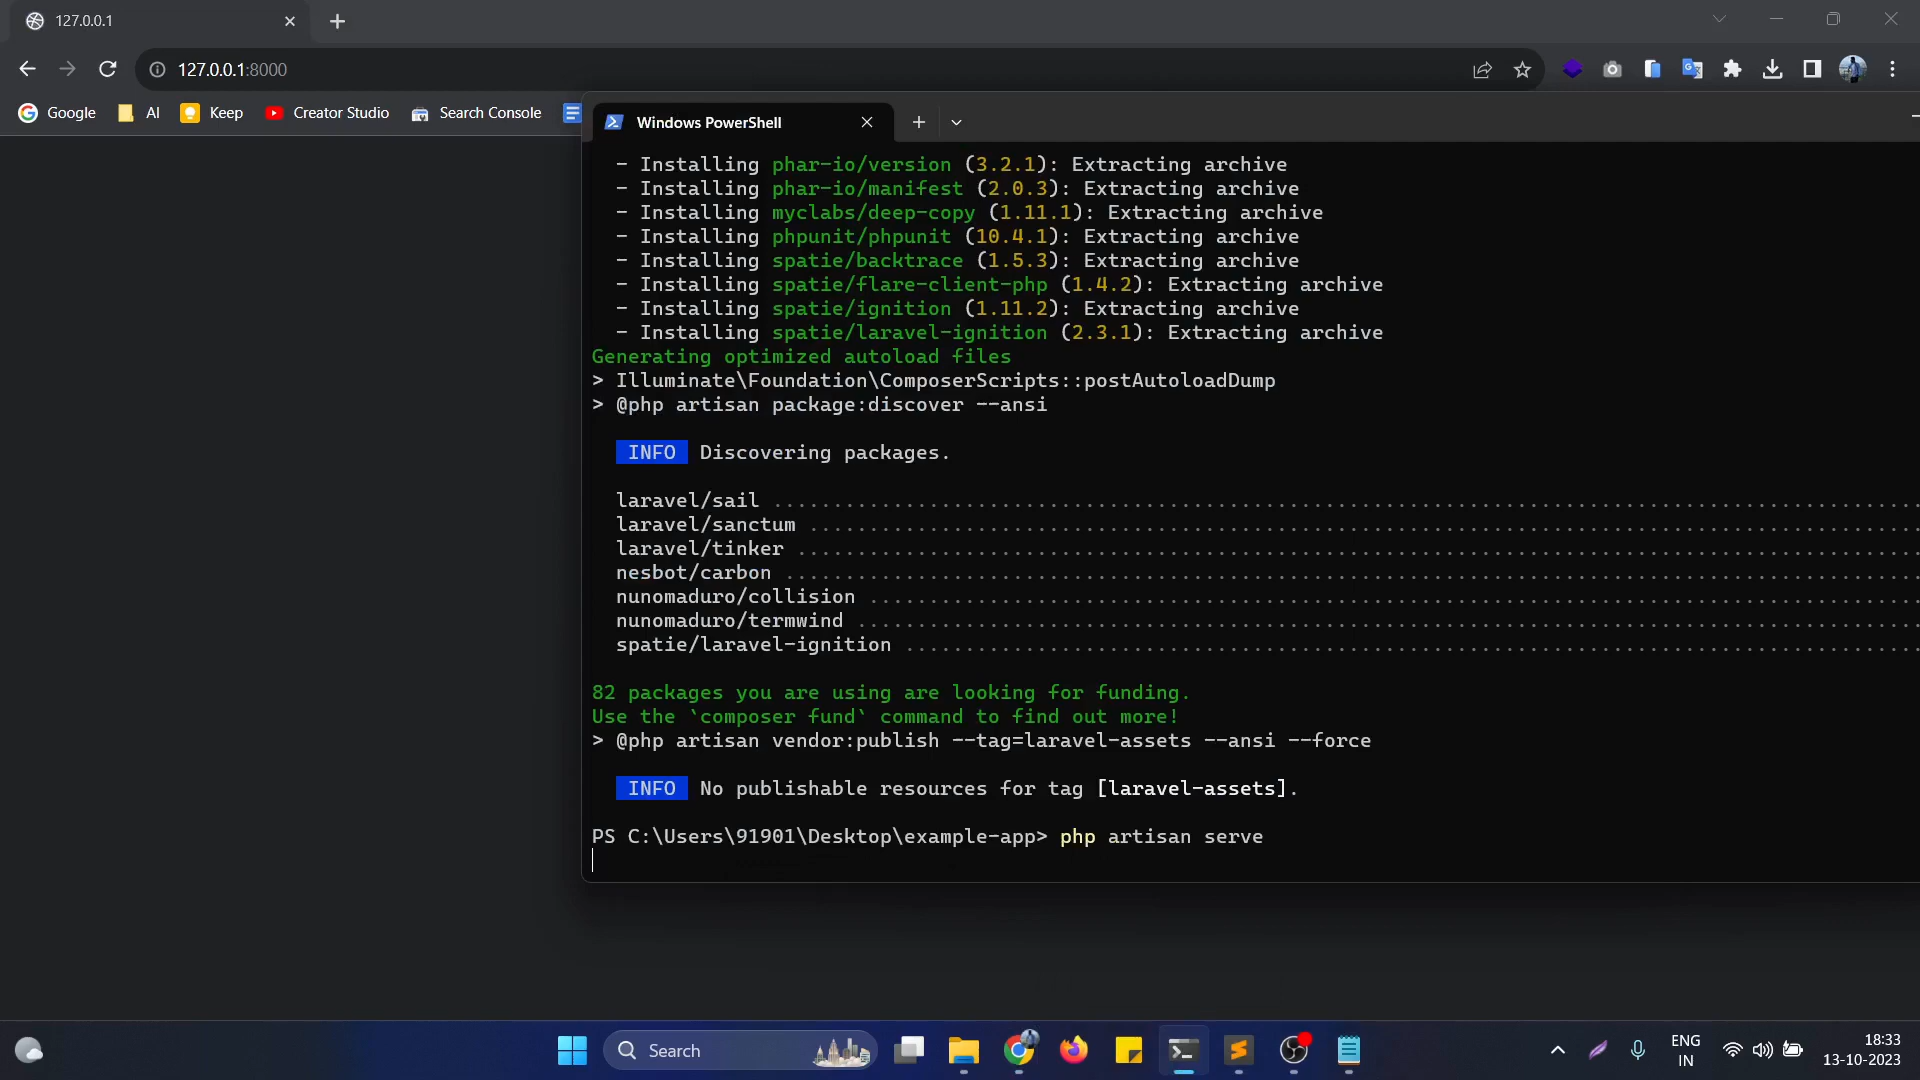 127.0.0.1
127.0.0.1:8000
Google AI Keep Creator Studio Search Console
Windows PowerShell
- Installing phar-io/version (3.2.1): Extracting archive
- Installing phar-io/manifest (2.0.3): Extracting archive
- Installing myclabs/deep-copy (1.11.1): Extracting archive
- Installing phpunit/phpunit (10.4.1): Extracting archive
- Installing spatie/backtrace (1.5.3): Extracting archive
- Installing spatie/flare-client-php (1.4.2): Extracting archive
- Installing spatie/ignition (1.11.2): Extracting archive
- Installing spatie/laravel-ignition (2.3.1): Extracting archive
Generating optimized autoload files
> Illuminate\Foundation\ComposerScripts::postAutoloadDump
> @php artisan package:discover --ansi
INFO Discovering packages.
laravel/sail ................................................................................................
laravel/sanctum .............................................................................................
laravel/tinker ..............................................................................................
nesbot/carbon ...............................................................................................
nunomaduro/collision ........................................................................................
nunomaduro/termwind .........................................................................................
spatie/laravel-ignition .....................................................................................
82 packages you are using are looking for funding.
Use the `composer fund` command to find out more!
> @php artisan vendor:publish --tag=laravel-assets --ansi --force
INFO No publishable resources for tag [laravel-assets].
PS C:\Users\91901\Desktop\example-app> php artisan serve
Search
ENG
IN
18:33
13-10-2023